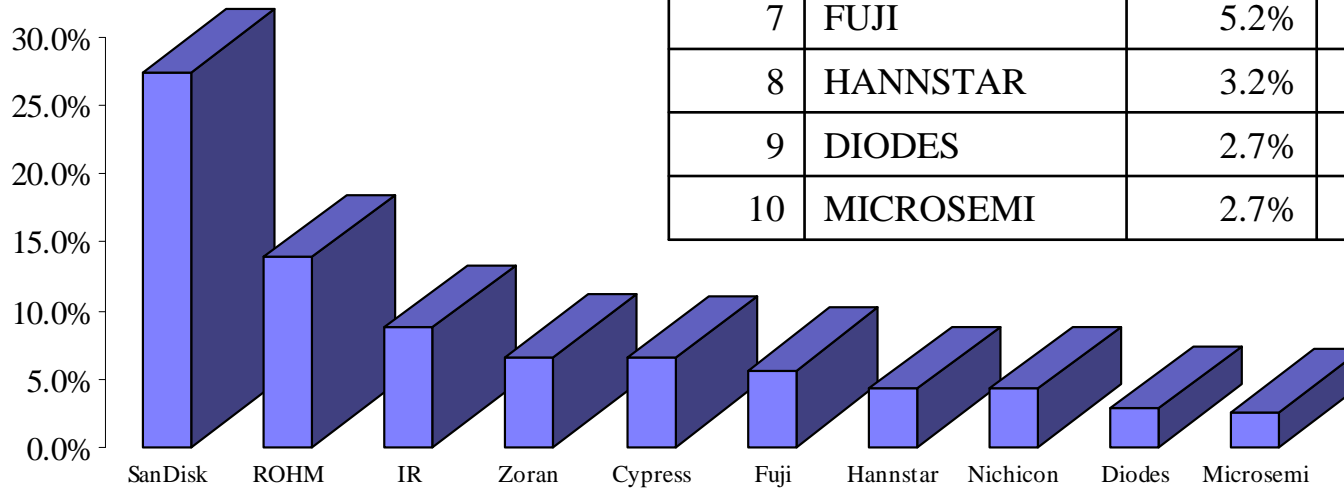 7 FUJI 5.2%
8 HANNSTAR 3.2%
9 DIODES 2.7%
10 MICROSEMI 2.7%
30.0%
25.0%
20.0%
15.0%
10.0%
5.0%
0.0%
SanDisk ROHM IR Zoran Cypress Fuji Hannstar Nichicon Diodes Microsemi